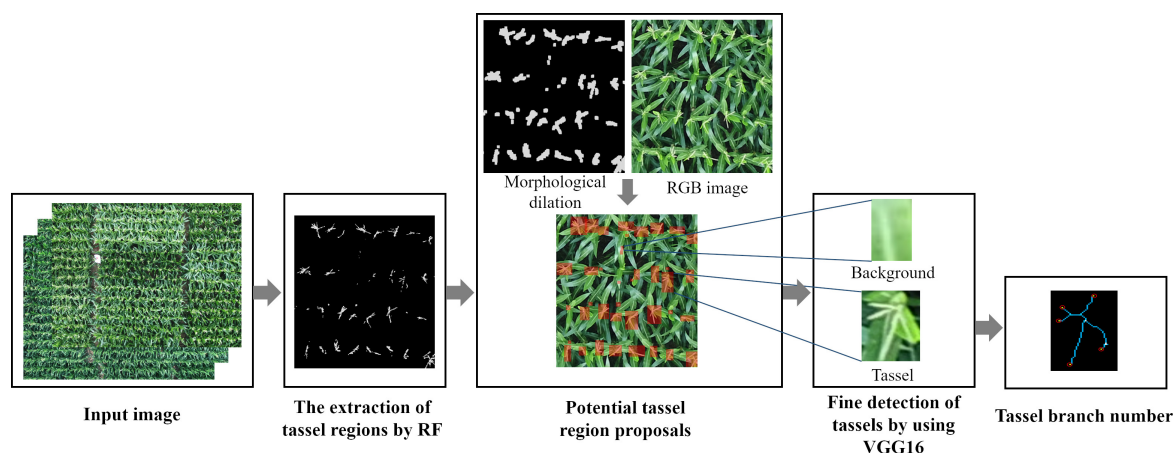 Morphological
dilation
RGB image
Background
Tassel
Input image
The extraction of
tassel regions by RF
Potential tassel
region proposals
Fine detection of
tassels by using
VGG16
Tassel branch number